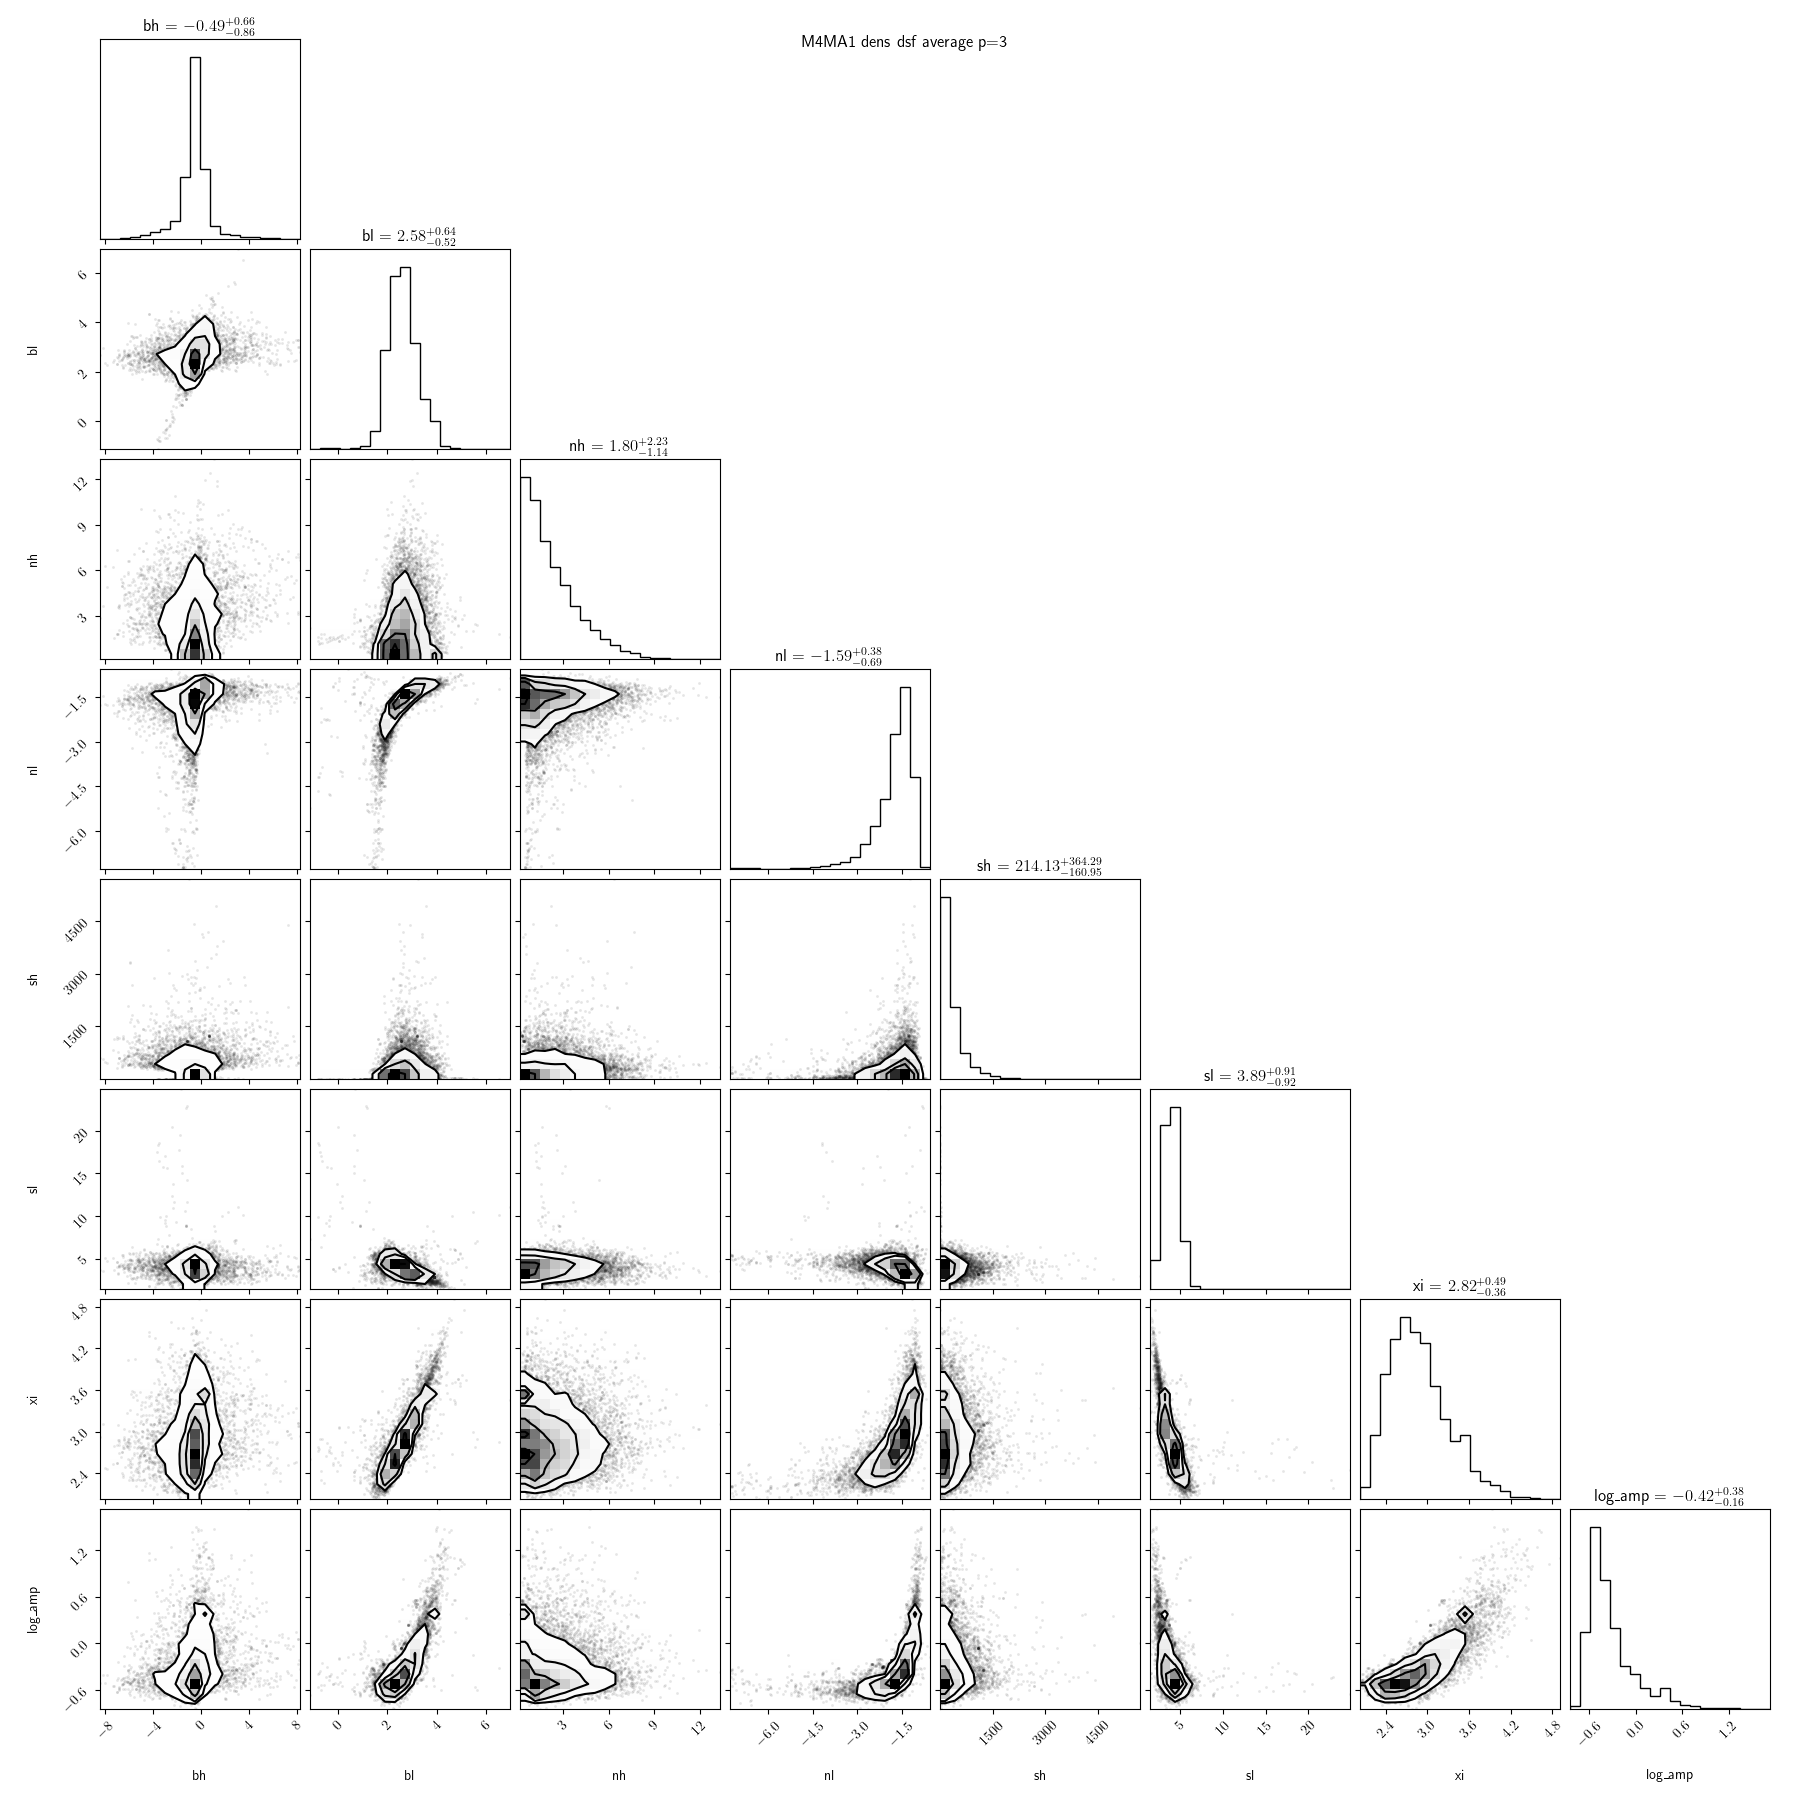 bh = −0.49+0.66−0.86
M4MA1 dens dsf average p=3
bl = 2.58+0.64−0.52
6
4
2
0
bl
nh = 1.80+2.23−1.14
12
9
6
3
nh
nl = −1.59+0.38−0.69
−1.5
−3.0
−4.5
−6.0
nl
sh = 214.13+364.29−160.95
4500
3000
1500
sh
sl = 3.89+0.91−0.92
20
15
10
5
sl
xi = 2.82+0.49−0.36
4.8
4.2
3.6
3.0
2.4
xi
log_amp = −0.42+0.38−0.16
1.2
0.6
0.0
−0.6
log_amp
−8 −4 0 4 8 0 2 4 6 3 6 9 12 −6.0 −4.5 −3.0 −1.5 1500 3000 4500 5 10 15 20 2.4 3.0 3.6 4.2 4.8 −0.6 0.0 0.6 1.2
bh bl nh nl sh sl xi log_amp